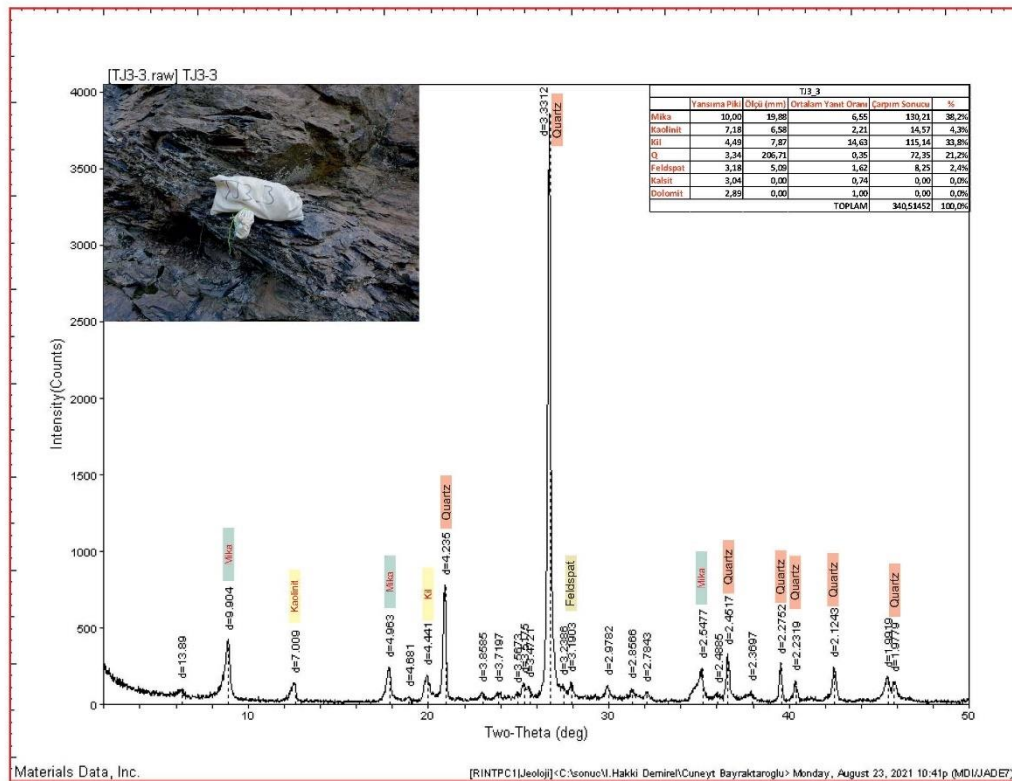 [TJ3-3.raw] TJ3-3
TJ3_3
Yansıma Piki Ölçü (mm) Ortalam Yanıt Oranı Çarpım Sonucu %
Mika 10,00 19,88 6,55 130,21 38,2%
Kaolinit 7,18 6,58 2,21 14,57 4,3%
Kil 4,49 7,87 14,63 115,14 33,8%
Q 3,34 206,71 0,35 72,35 21,2%
Feldspat 3,18 5,09 1,62 8,25 2,4%
Kalsit 3,04 0,00 0,74 0,00 0,0%
Dolomit 2,89 0,00 1,00 0,00 0,0%
TOPLAM 340,51452 100,0%
Intensity(Counts)
4000
3500
3000
2500
2000
1500
1000
500
0
d=13.89
Mika
d=9.904
Kaolinit
d=7.009
Mika
d=4.963
d=4.681
Kil
d=4.441
Quartz
d=4.235
d=3.8585
d=3.7197
d=3.4721
Quartz
d=3.3312
d=3.2386
Feldspat
d=3.1903
d=2.9782
d=2.8566
d=2.7843
Mika
d=2.5477
d=2.4885
Quartz
d=2.4517
d=2.3697
Quartz
d=2.2752
Quartz
d=2.2319
Quartz
d=2.1243
d=1.9919
Quartz
d=1.9779
10 20 30 40 50
Two-Theta (deg)
Materials Data, Inc.
[RINTPC1|Jeoloji]<C:\sonuc\I.Hakki Demirel\Cuneyt Bayraktaroglu> Monday, August 23, 2021 10:41p (MDI/JADE7)